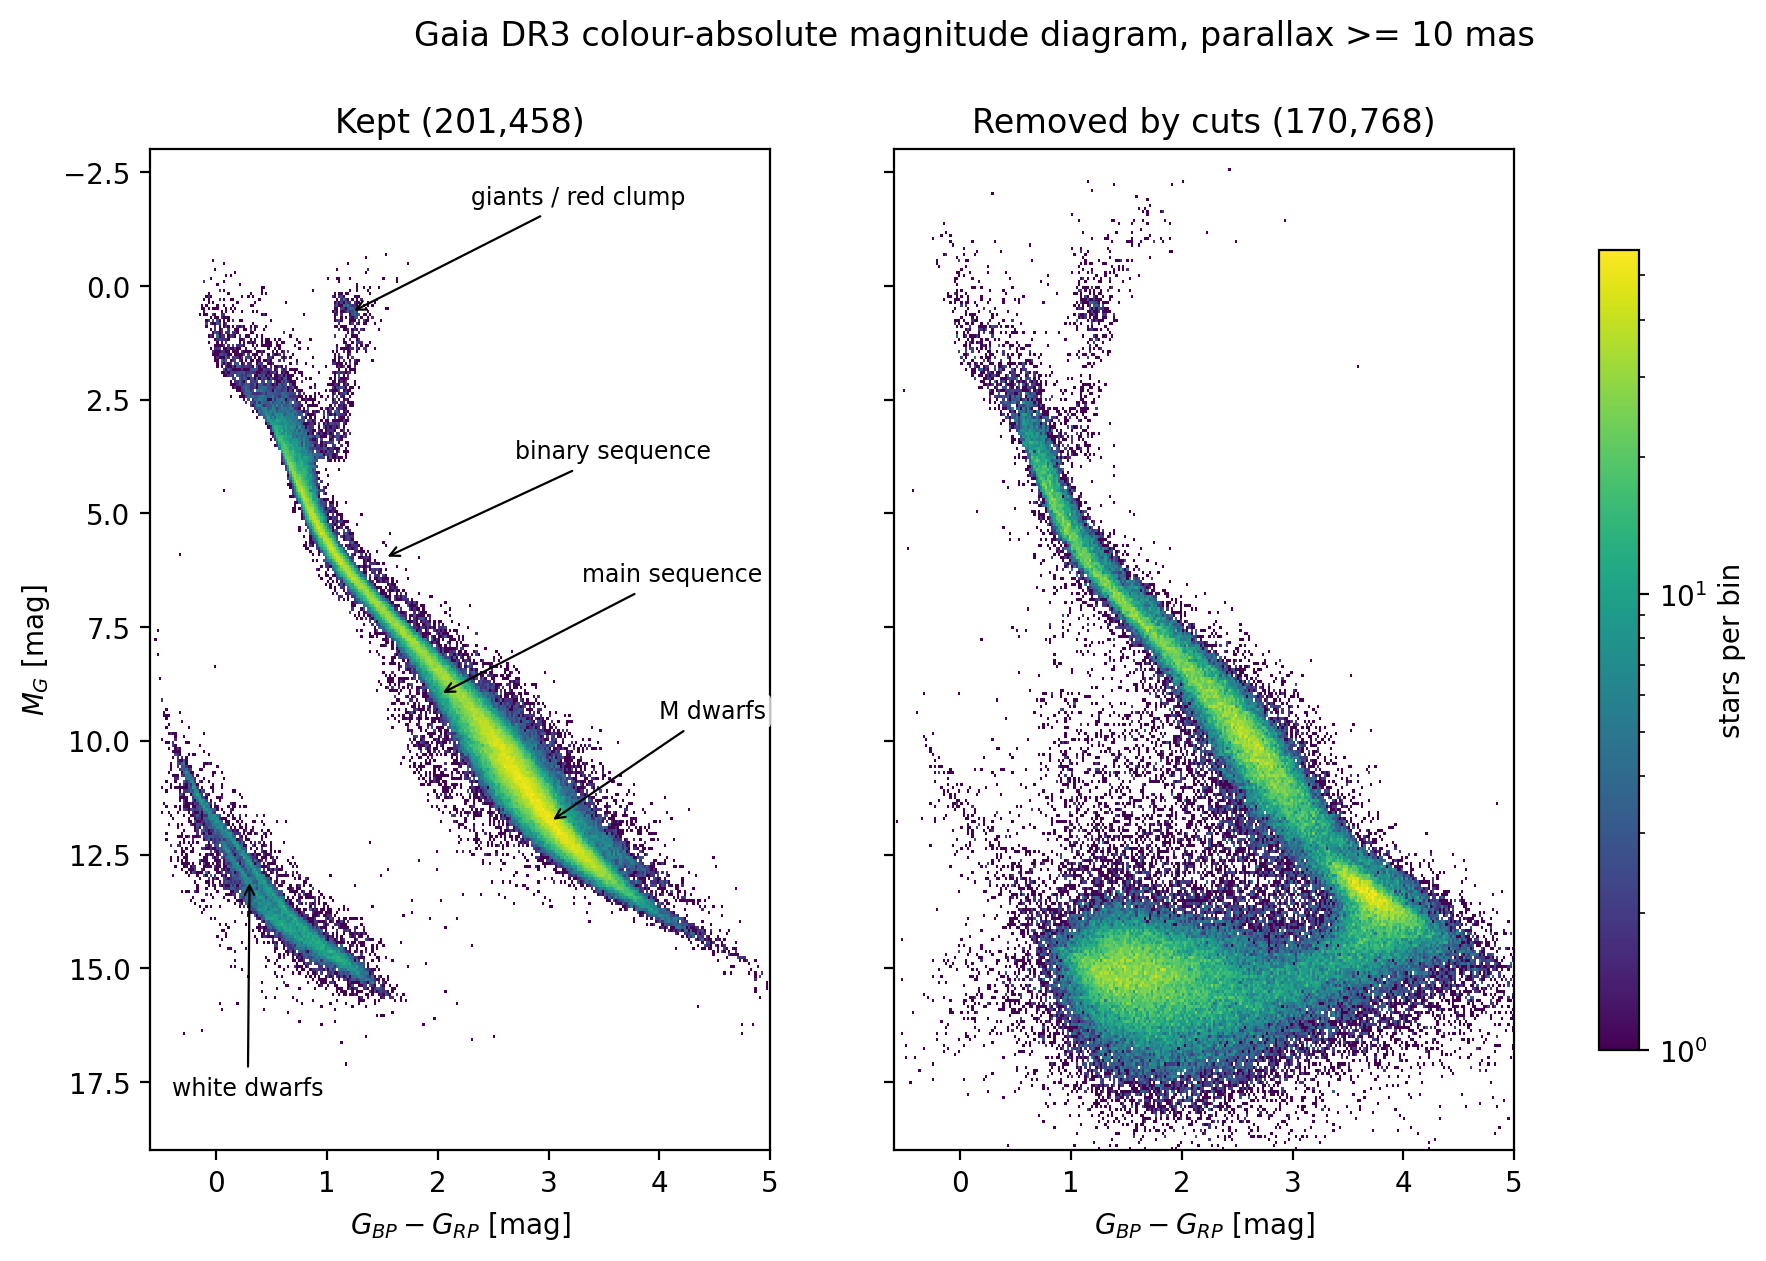 Gaia DR3 colour-absolute magnitude diagram, parallax >= 10 mas
Kept (201,458)
Removed by cuts (170,768)
giants / red clump
binary sequence
main sequence
M dwarfs
white dwarfs
−2.5
0.0
2.5
5.0
7.5
10.0
12.5
15.0
17.5
M_G [mag]
0 1 2 3 4 5
G_BP − G_RP [mag]
0 1 2 3 4 5
G_BP − G_RP [mag]
10^1
10^0
stars per bin